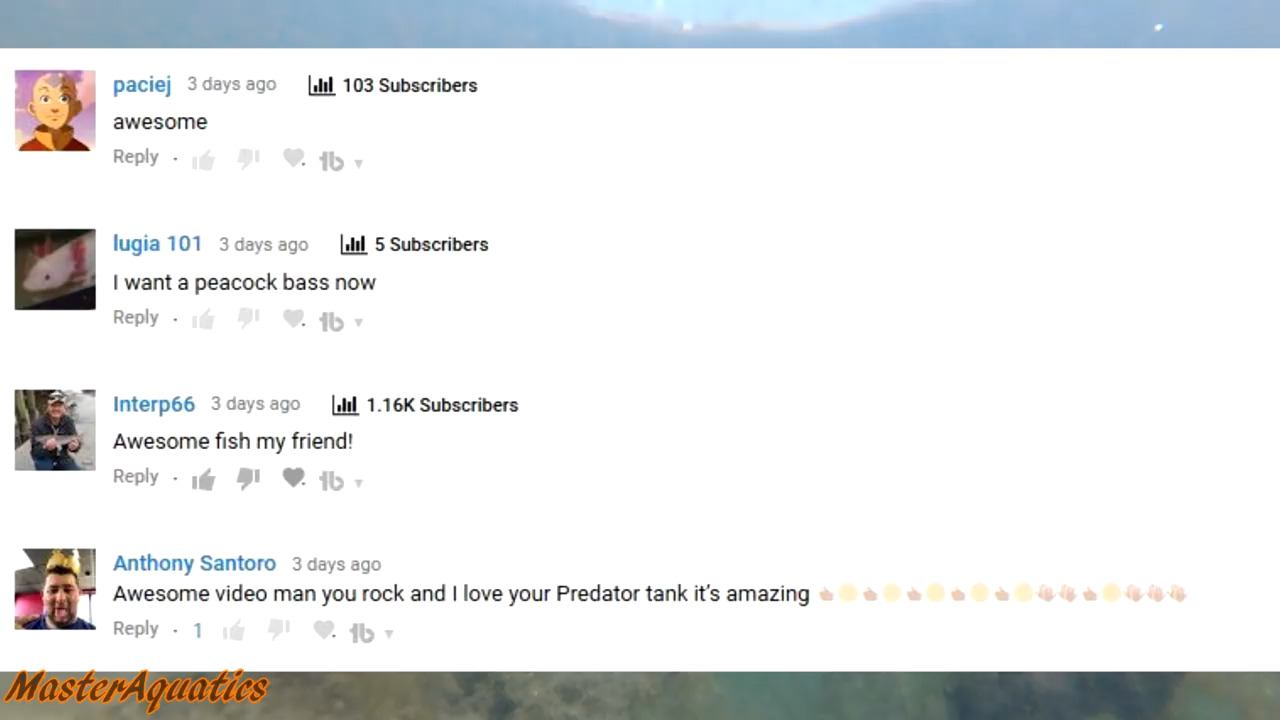 paciej 3 days ago 103 Subscribers
awesome
Reply ·
lugia 101 3 days ago 5 Subscribers
I want a peacock bass now
Reply ·
Interp66 3 days ago 1.16K Subscribers
Awesome fish my friend!
Reply ·
Anthony Santoro 3 days ago
Awesome video man you rock and I love your Predator tank it's amazing
Reply · 1
MasterAquatics